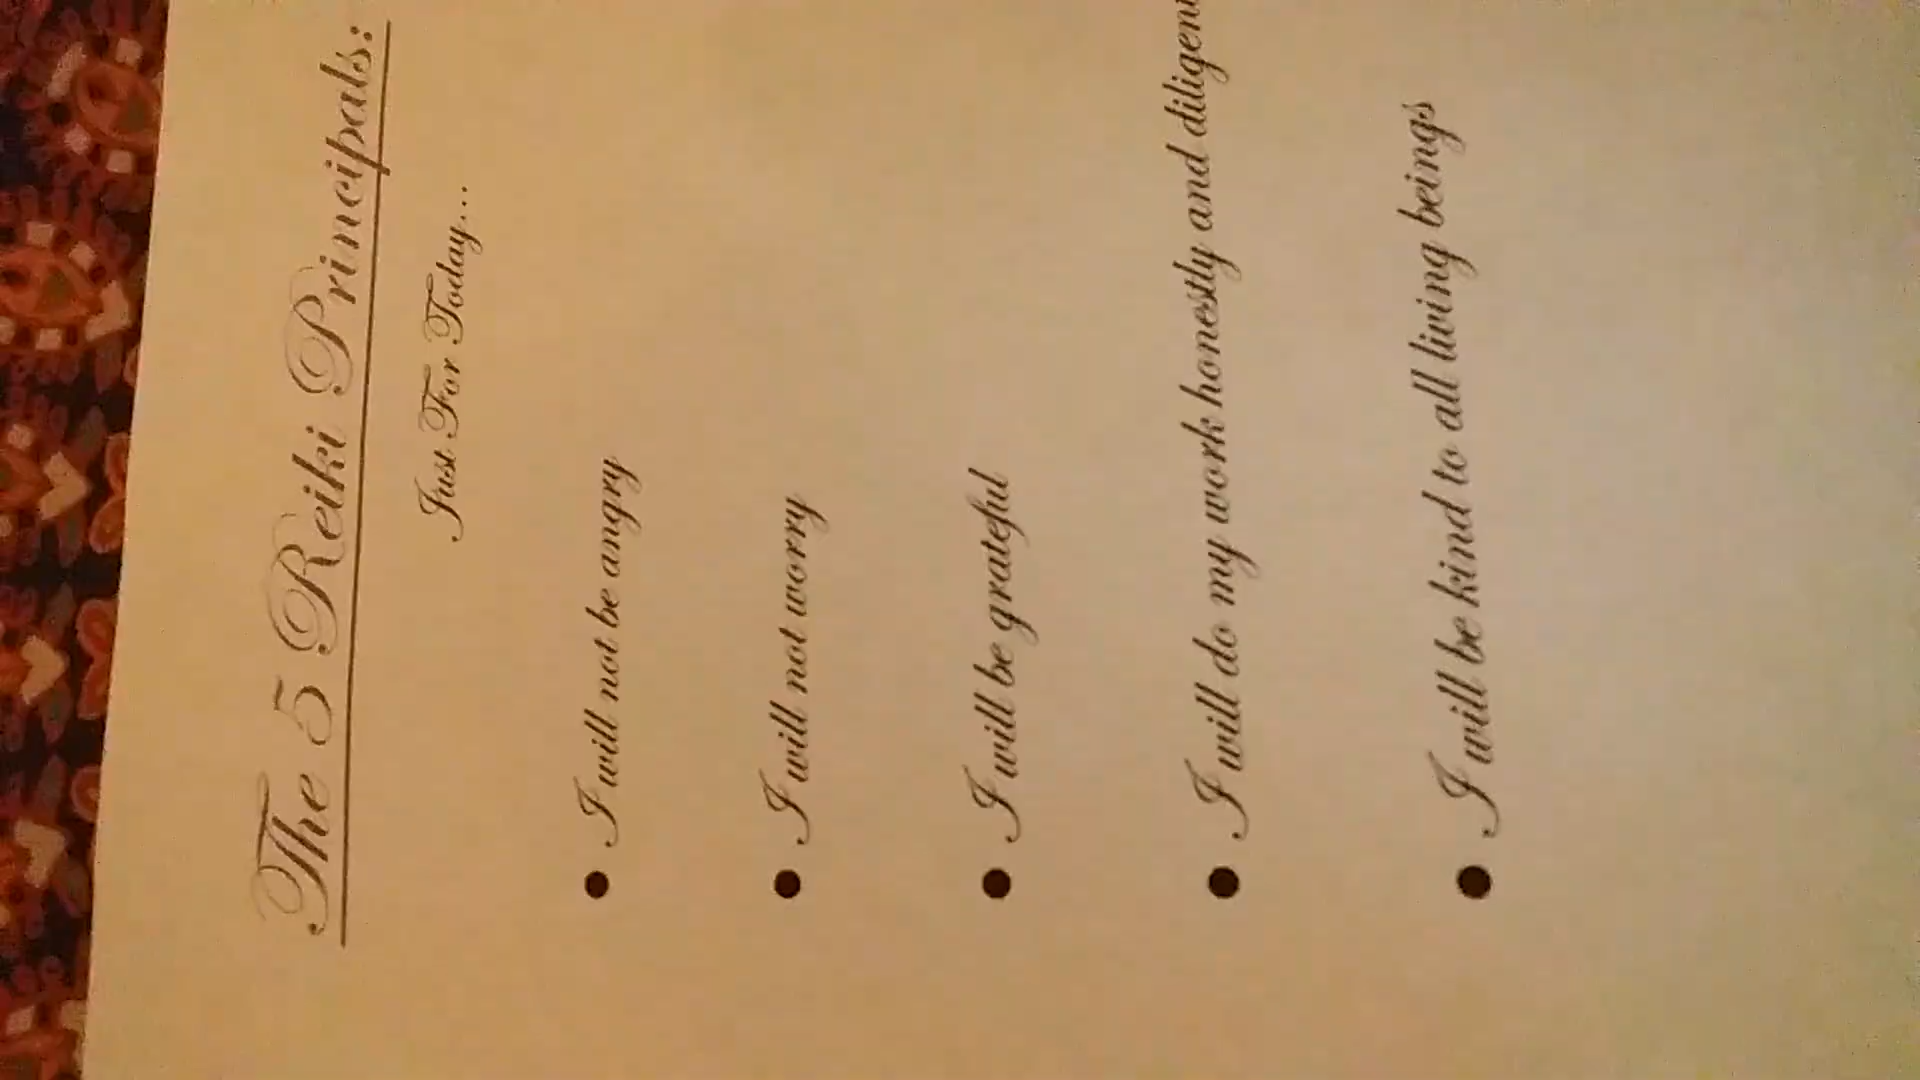 The 5 Reiki Principals:
Just For Today...
• I will not be angry
• I will not worry
• I will be grateful
• I will do my work honestly and
• I will be kind to all living beings